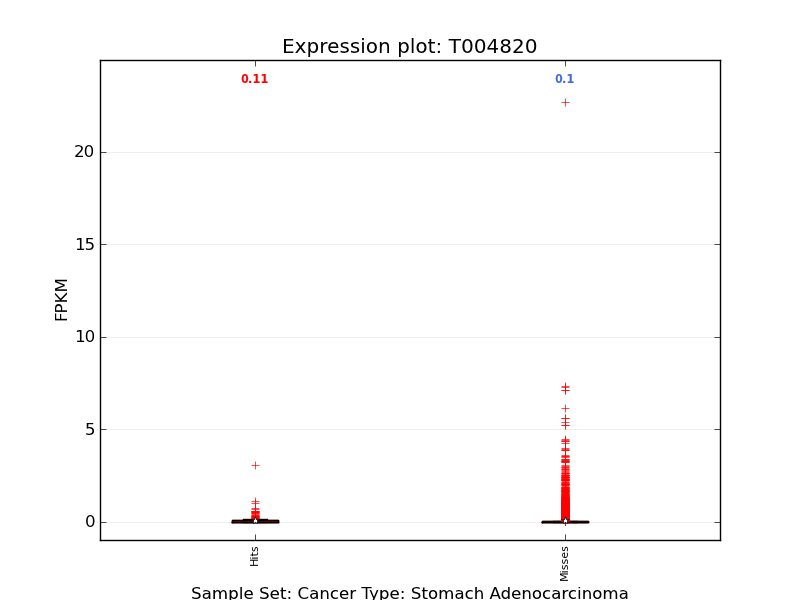 Expression plot: T004820
0.11
0.1
20
15
10
5
0
FPKM
Hits
Misses
Sample Set: Cancer Type: Stomach Adenocarcinoma